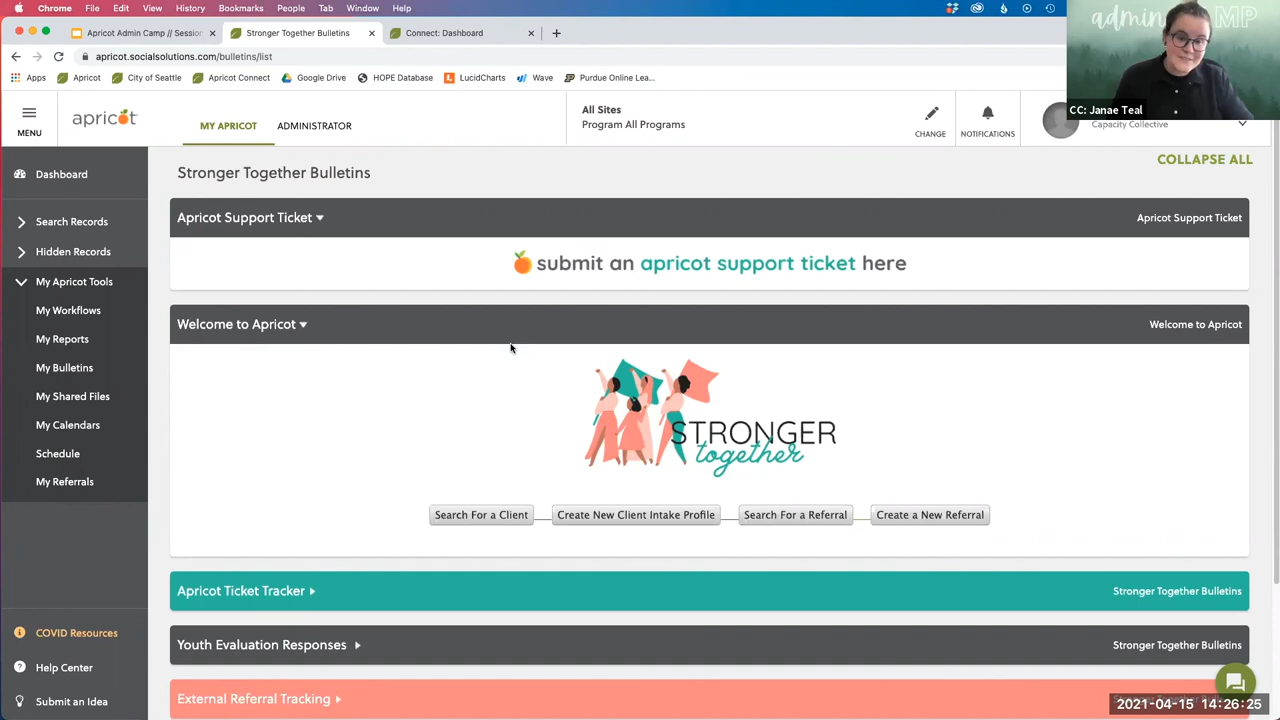 Chrome File Edit View History Bookmarks People Tab Window Help
Apricot Admin Camp // Session
Stronger Together Bulletins
Connect: Dashboard
apricot.socialsolutions.com/bulletins/list
Apps Apricot City of Seattle Apricot Connect Google Drive HOPE Database LucidCharts Wave Purdue Online Lea...
CC: Janae Teal
MENU
apricot
MY APRICOT
ADMINISTRATOR
All Sites
Program All Programs
CHANGE
NOTIFICATIONS
Capacity Collective
Dashboard
Search Records
Hidden Records
My Apricot Tools
My Workflows
My Reports
My Bulletins
My Shared Files
My Calendars
Schedule
My Referrals
COVID Resources
Help Center
Submit an Idea
COLLAPSE ALL
Stronger Together Bulletins
Apricot Support Ticket
Apricot Support Ticket
submit an apricot support ticket here
Welcome to Apricot
Welcome to Apricot
STRONGER
together
Search For a Client
Create New Client Intake Profile
Search For a Referral
Create a New Referral
Apricot Ticket Tracker
Stronger Together Bulletins
Youth Evaluation Responses
Stronger Together Bulletins
External Referral Tracking
2021-04-15 14:26:25